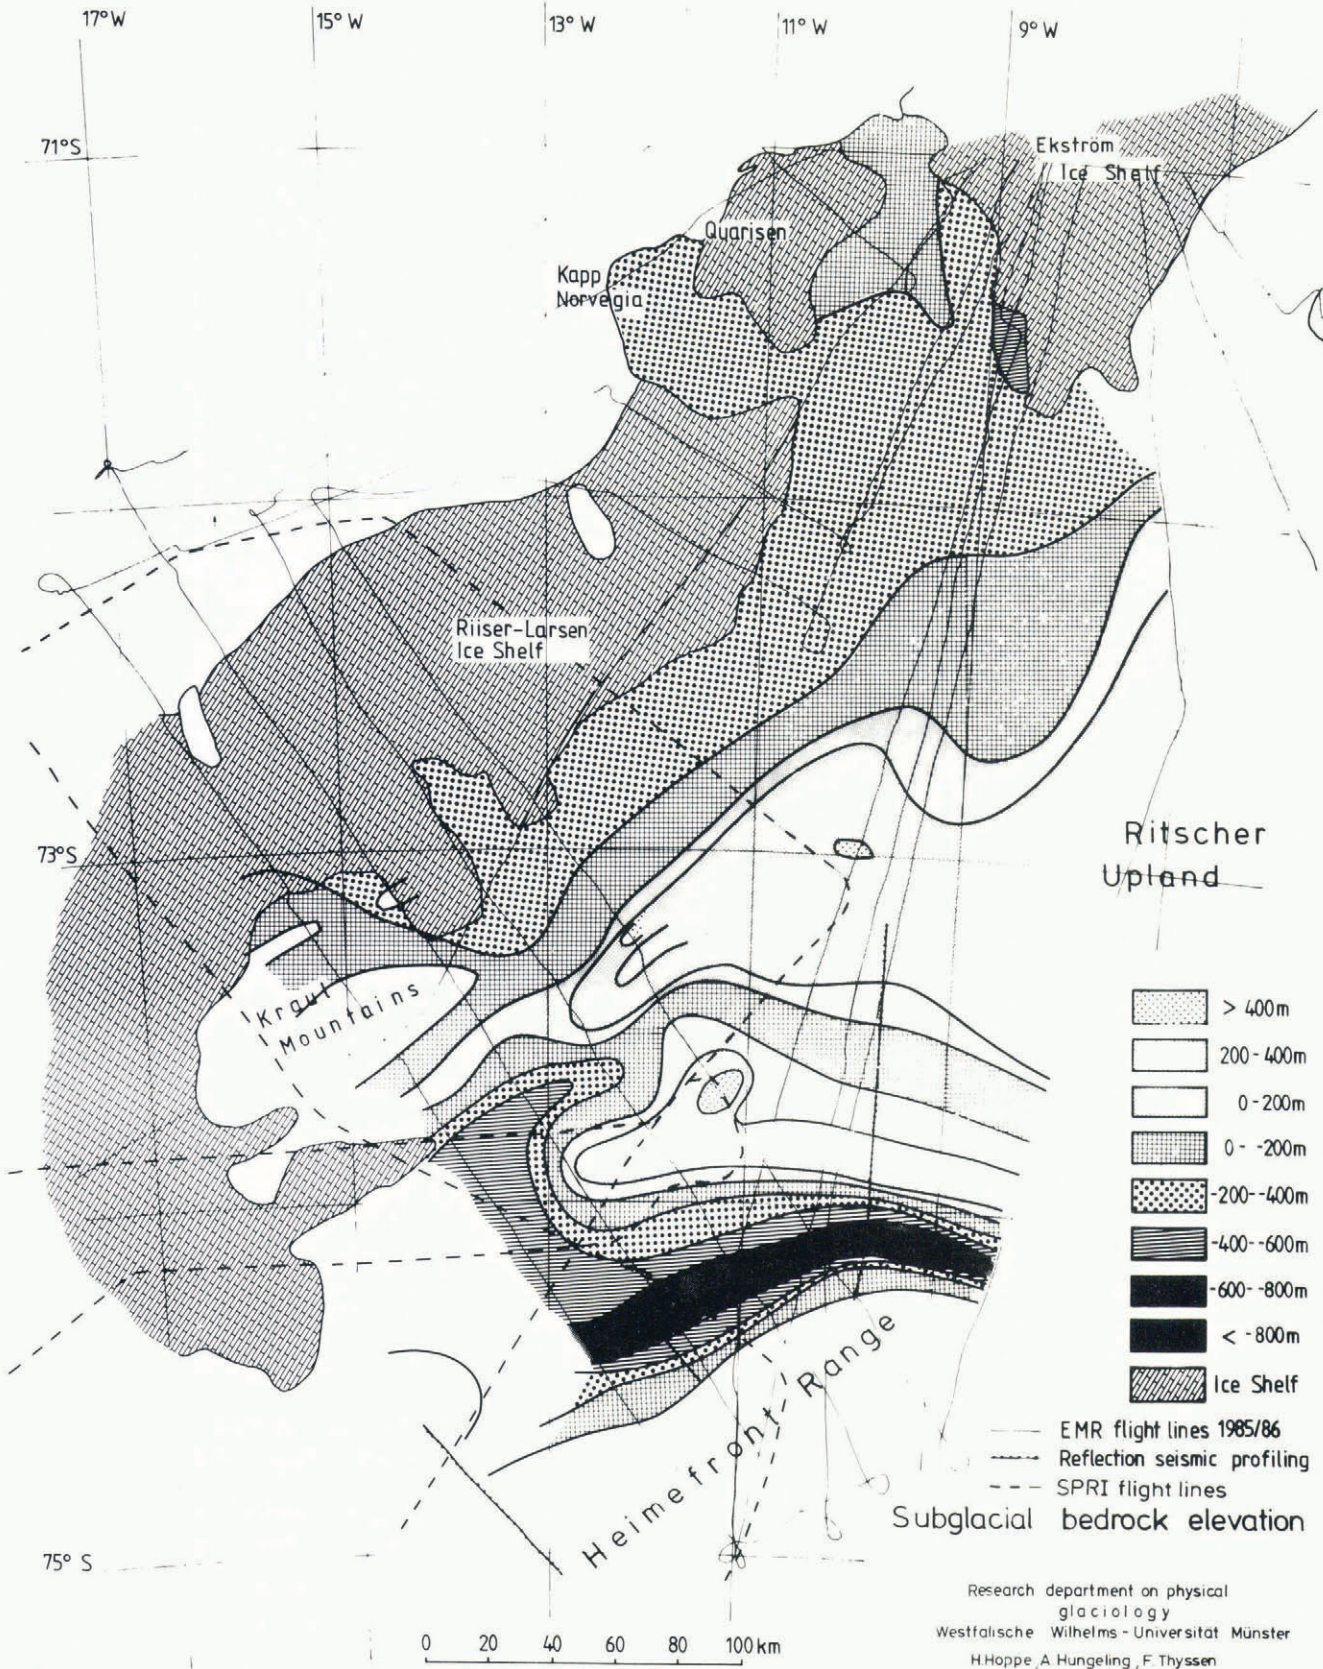 17°W
15°W
13°W
11°W
9°W
71°S
Ekström
Ice Shelf
Quarisen
Kapp
Norvegia
Riiser-Larsen
Ice Shelf
73°S
Ritscher
Upland
Kraul
Mountains
> 400m
200-400m
0-200m
0--200m
-200--400m
-400--600m
-600--800m
< -800m
Ice Shelf
EMR flight lines 1985/86
Reflection seismic profiling
SPRI flight lines
Subglacial bedrock elevation
Heimefront Range
75° S
Research department on physical
glaciology
Westfalische Wilhelms-Universität Münster
H.Hoppe, A Hungeling, F. Thyssen
0 20 40 60 80 100 km